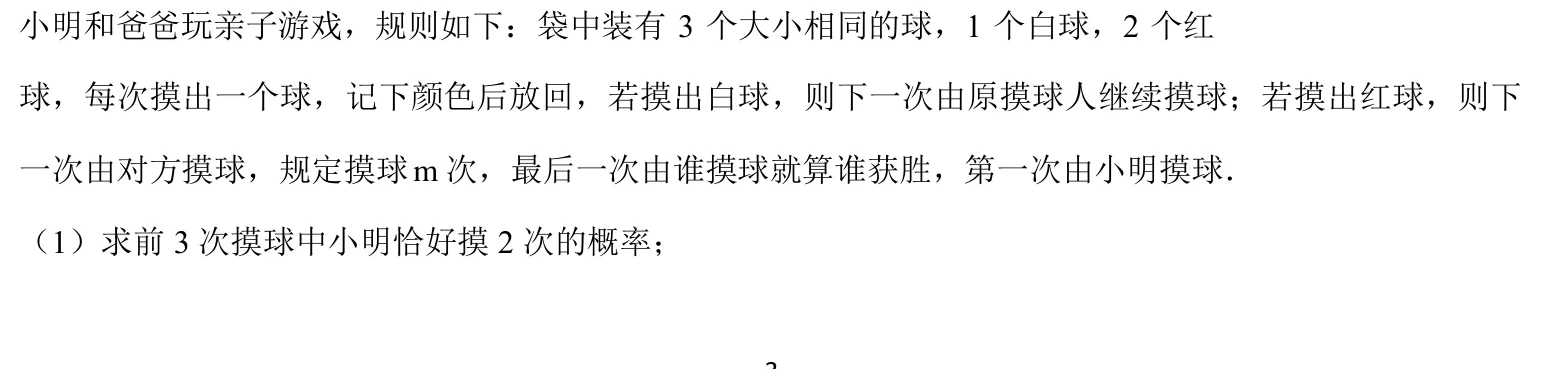 小明和爸爸玩亲子游戏，规则如下：袋中装有 3 个大小相同的球，1 个白球，2 个红
球，每次摸出一个球，记下颜色后放回，若摸出白球，则下一次由原摸球人继续摸球；若摸出红球，则下
一次由对方摸球，规定摸球 m 次，最后一次由谁摸球就算谁获胜，第一次由小明摸球．
（1）求前 3 次摸球中小明恰好摸 2 次的概率；